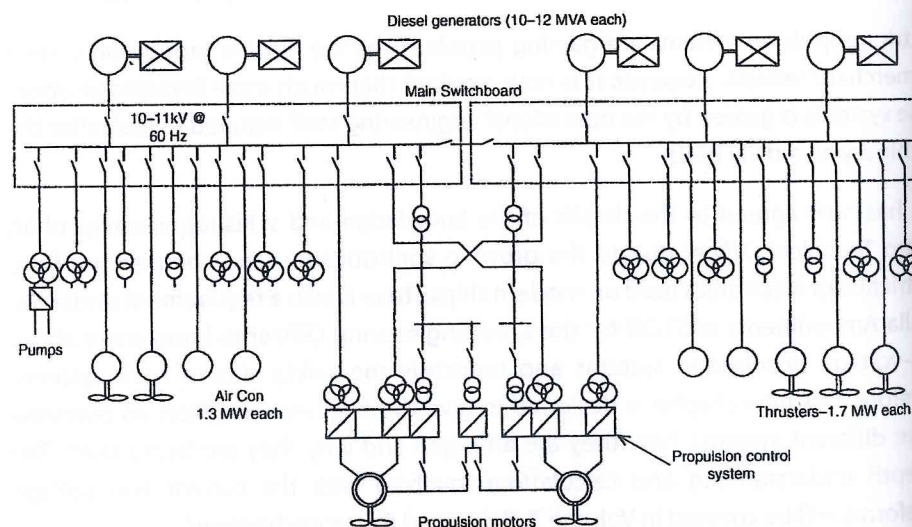 Diesel generators (10–12 MVA each)
Main Switchboard
10–11kV @
60 Hz
Pumps
Air Con
1.3 MW each
Thrusters–1.7 MW each
Propulsion control
system
Propulsion motors